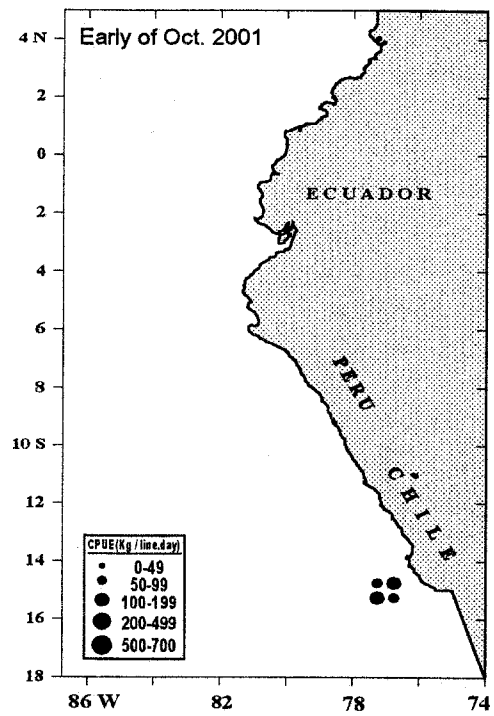 Early of Oct. 2001
4 N
2
0
ECUADOR
2
4
6
PERU
8
10 S
CHILE
12
CPUE(Kg / line.day)
0-49
50-99
100-199
200-499
500-700
14
16
18
86 W
82
78
74